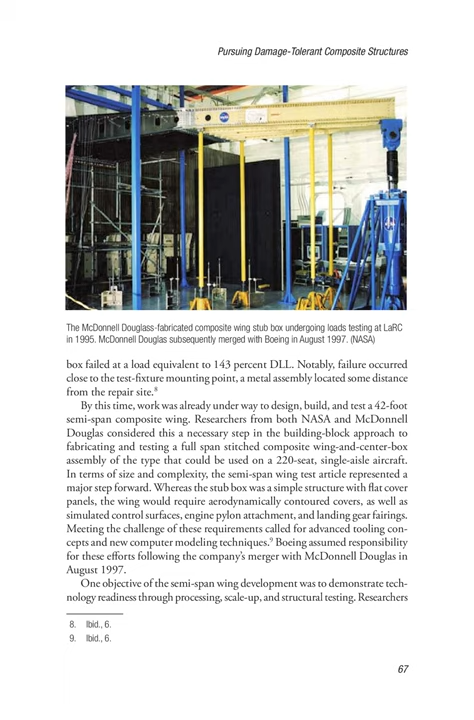 Pursuing Damage-Tolerant Composite Structures
NASA
The McDonnell Douglass-fabricated composite wing stub box undergoing loads testing at LaRC
in 1995. McDonnell Douglas subsequently merged with Boeing in August 1997. (NASA)
box failed at a load equivalent to 143 percent DLL. Notably, failure occurred
close to the test-fixture mounting point, a metal assembly located some distance
from the repair site.8
By this time, work was already under way to design, build, and test a 42-foot
semi-span composite wing. Researchers from both NASA and McDonnell
Douglas considered this a necessary step in the building-block approach to
fabricating and testing a full span stitched composite wing-and-center-box
assembly of the type that could be used on a 220-seat, single-aisle aircraft.
In terms of size and complexity, the semi-span wing test article represented a
major step forward. Whereas the stub box was a simple structure with flat cover
panels, the wing would require aerodynamically contoured covers, as well as
simulated control surfaces, engine pylon attachment, and landing gear fairings.
Meeting the challenge of these requirements called for advanced tooling con-
cepts and new computer modeling techniques.9 Boeing assumed responsibility
for these efforts following the company's merger with McDonnell Douglas in
August 1997.
One objective of the semi-span wing development was to demonstrate tech-
nology readiness through processing, scale-up, and structural testing. Researchers
8. Ibid., 6.
9. Ibid., 6.
67